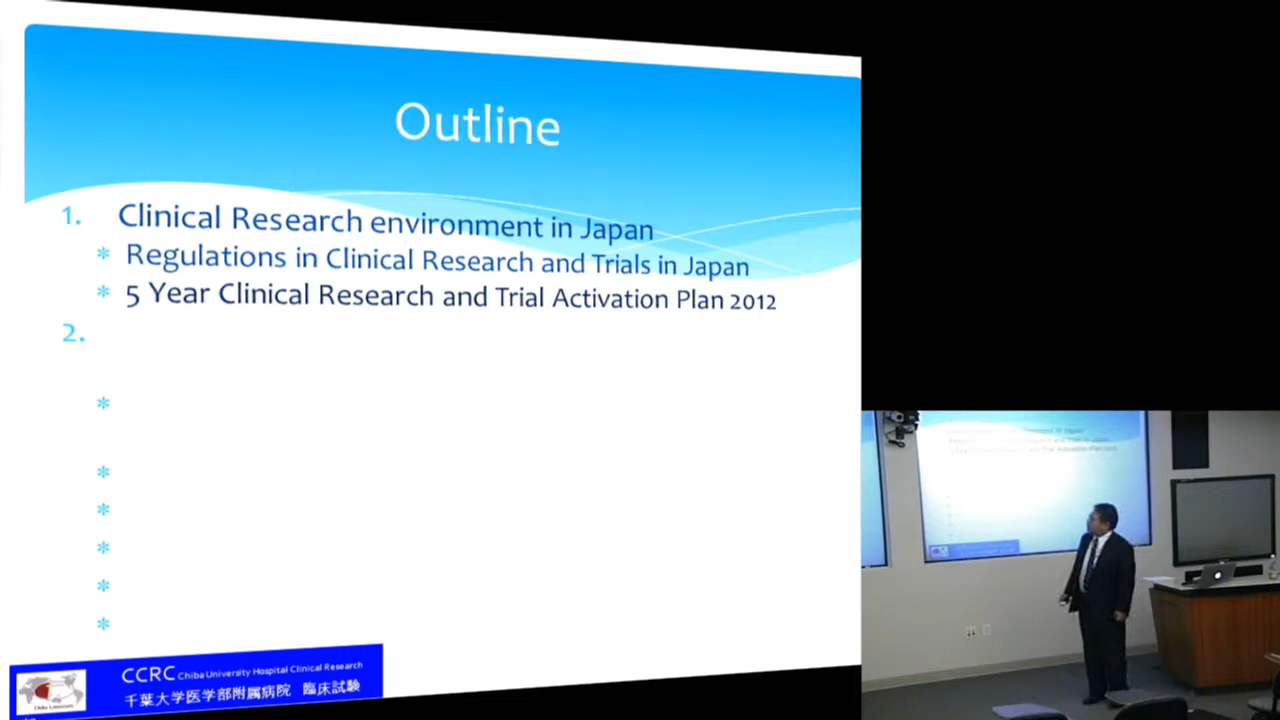 Outline
1. Clinical Research environment in Japan
* Regulations in Clinical Research and Trials in Japan
* 5 Year Clinical Research and Trial Activation Plan 2012
2.
*
*
*
*
*
*
CCRC Chiba University Hospital Clinical Research
千葉大学医学部附属病院 臨床試験